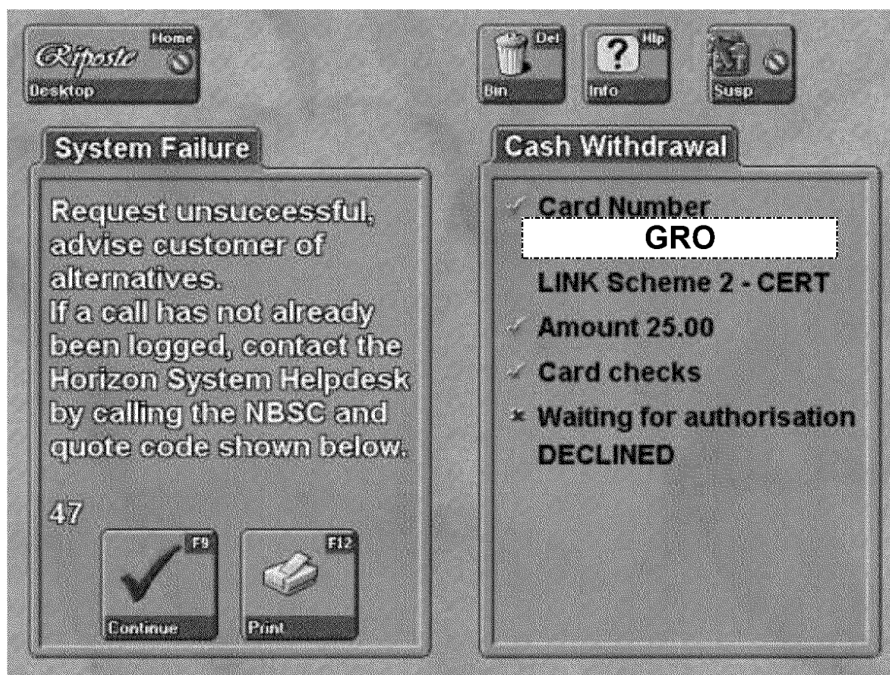 Riposte
Home
Desktop
Del
Bin
Hlp
Info
Susp
System Failure
Request unsuccessful,
advise customer of
alternatives.
If a call has not already
been logged, contact the
Horizon System Helpdesk
by calling the NBSC and
quote code shown below.
47
F9
Continue
F12
Print
Cash Withdrawal
Card Number
GRO
LINK Scheme 2 - CERT
Amount 25.00
Card checks
Waiting for authorisation
DECLINED